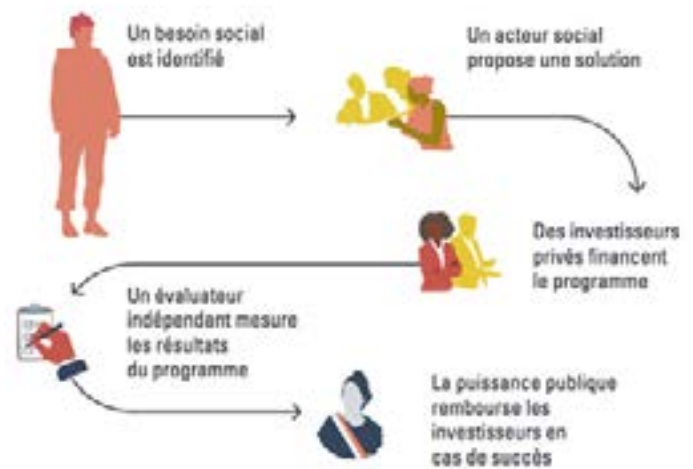 Un besoin social
est identifié
Un acteur social
propose une solution
Des investisseurs
privés financent
le programme
Un évaluateur
indépendant mesure
les résultats
du programme
La puissance publique
rembourse les
investisseurs en
cas de succès